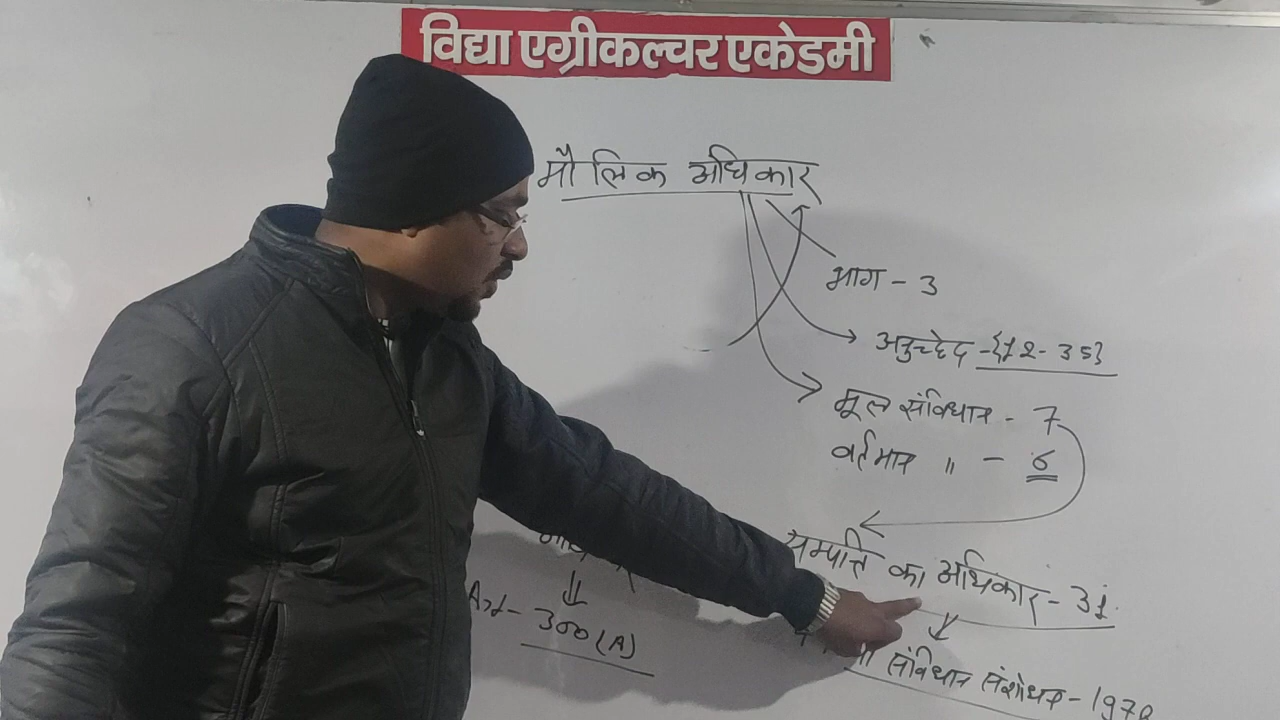 विद्या एग्रीकल्चर एकेडमी
मौलिक अधिकार
भाग - 3
अनुच्छेद - {12 - 35}
मूल संविधान - 7
वर्तमान " - 6
सम्पत्ति का अधिकार - 31
Art - 300 (A)
संविधान संशोधन - 197